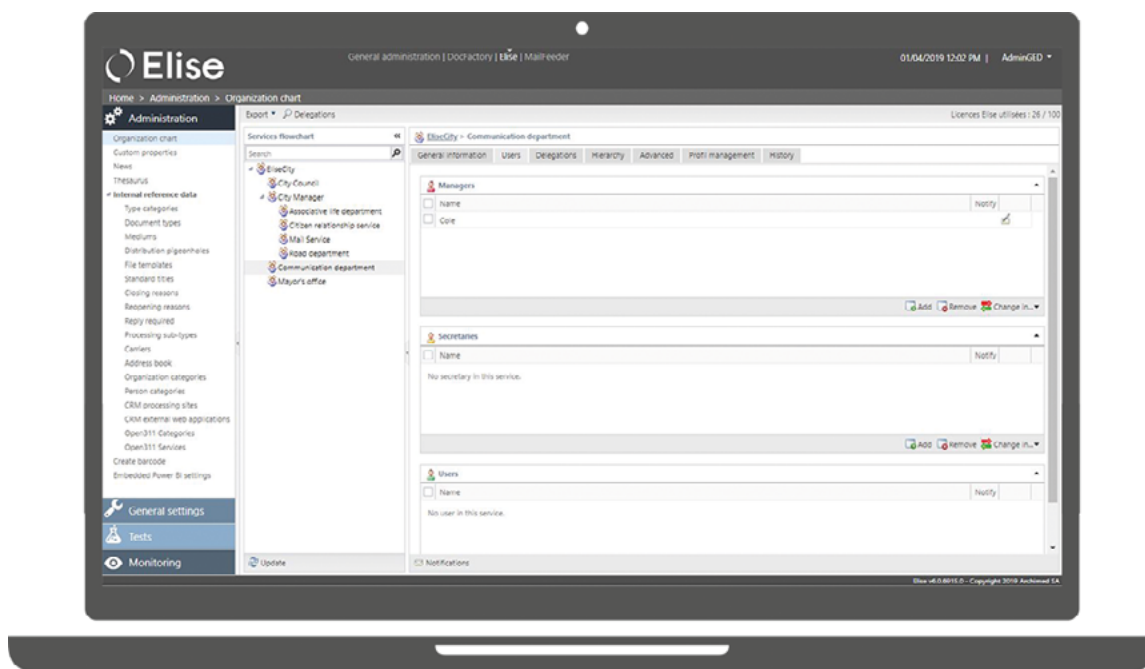 Elise
General administration | DocFactory | Elise | MailFeeder
01/04/2019 12:02 PM | AdminGED
Home > Administration > Organization chart
Administration
Export
Delegations
Licences Elise utilisées : 26 / 100
Organization chart
Custom properties
News
Thesaurus
Internal reference data
Type categories
Document types
Mediums
Distribution pigeonholes
File templates
Standard titles
Closing reasons
Reopening reasons
Reply required
Processing sub-types
Carriers
Address book
Organization categories
Person categories
CRM processing sites
CRM external web applications
Open311 Categories
Open311 Services
Create barcode
Embedded Power BI settings
General settings
Tests
Monitoring
Services flowchart
Search
EliseCity
City Council
City Manager
Associative life department
Citizen relationship service
Mail Service
Road department
Communication department
Mayor's office
Update
EliseCity > Communication department
General information Users Delegations Hierarchy Advanced Profil management History
Managers
Name Notify
Cole
Add Remove Change in...
Secretaries
Name Notify
No secretary in this service.
Add Remove Change in...
Users
Name Notify
No user in this service.
Notifications
Elise v6.0.6915.0 - Copyright 2019 Archimed SA